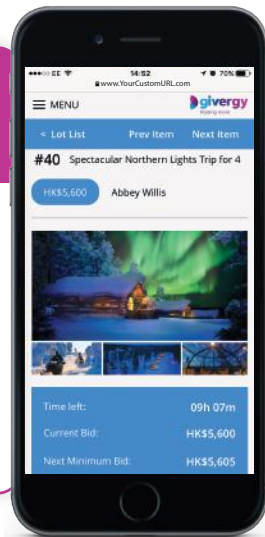 EE 14:52 70%
www.YourCustomURL.com
MENU givergy
< Lot List Prev Item Next Item
#40 Spectacular Northern Lights Trip for 4
HK$5,600 Abbey Willis
Time left: 09h 07m
Current Bid: HK$5,600
Next Minimum Bid: HK$5,605